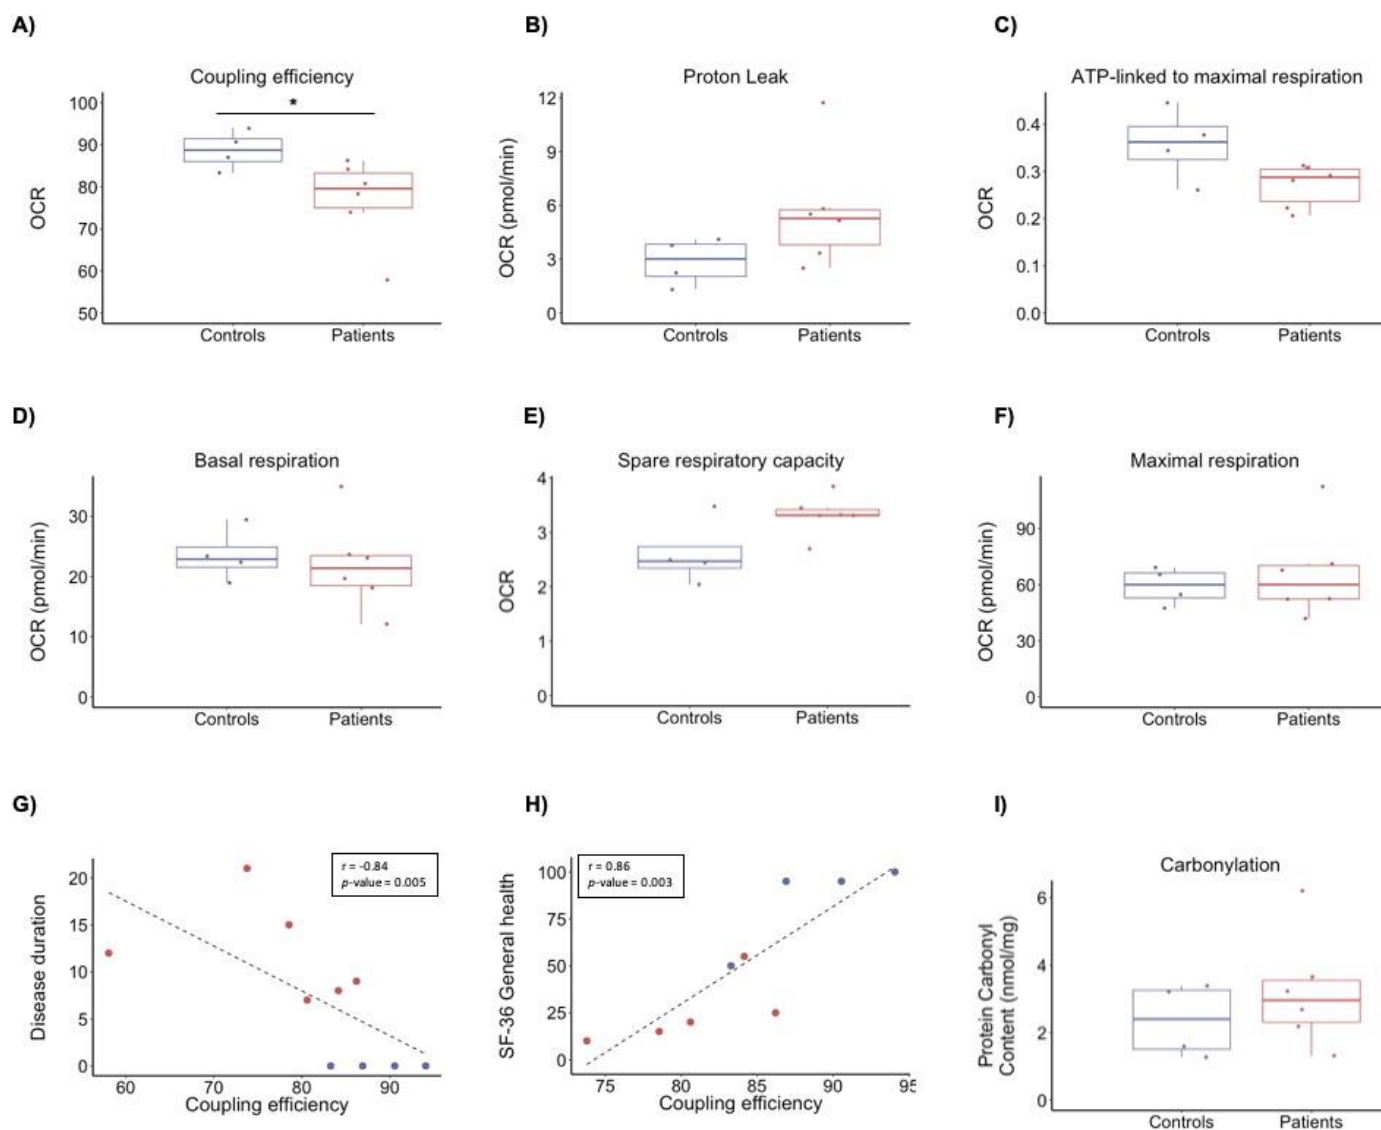 A)
B)
C)
Coupling efficiency
Proton Leak
ATP-linked to maximal respiration
*
100
90
80
70
60
50
OCR
Controls
Patients
12
9
6
3
0
OCR (pmol/min)
Controls
Patients
0.4
0.3
0.2
0.1
0.0
OCR
Controls
Patients
D)
E)
F)
Basal respiration
Spare respiratory capacity
Maximal respiration
30
20
10
0
OCR (pmol/min)
Controls
Patients
4
3
2
1
0
OCR
Controls
Patients
90
60
30
0
OCR (pmol/min)
Controls
Patients
G)
H)
I)
r = -0.84
p-value = 0.005
20
15
10
5
0
Disease duration
60
70
80
90
Coupling efficiency
r = 0.86
p-value = 0.003
100
75
50
25
0
SF-36 General health
75
80
85
90
95
Coupling efficiency
Carbonylation
6
4
2
0
Protein Carbonyl
Content (nmol/mg)
Controls
Patients